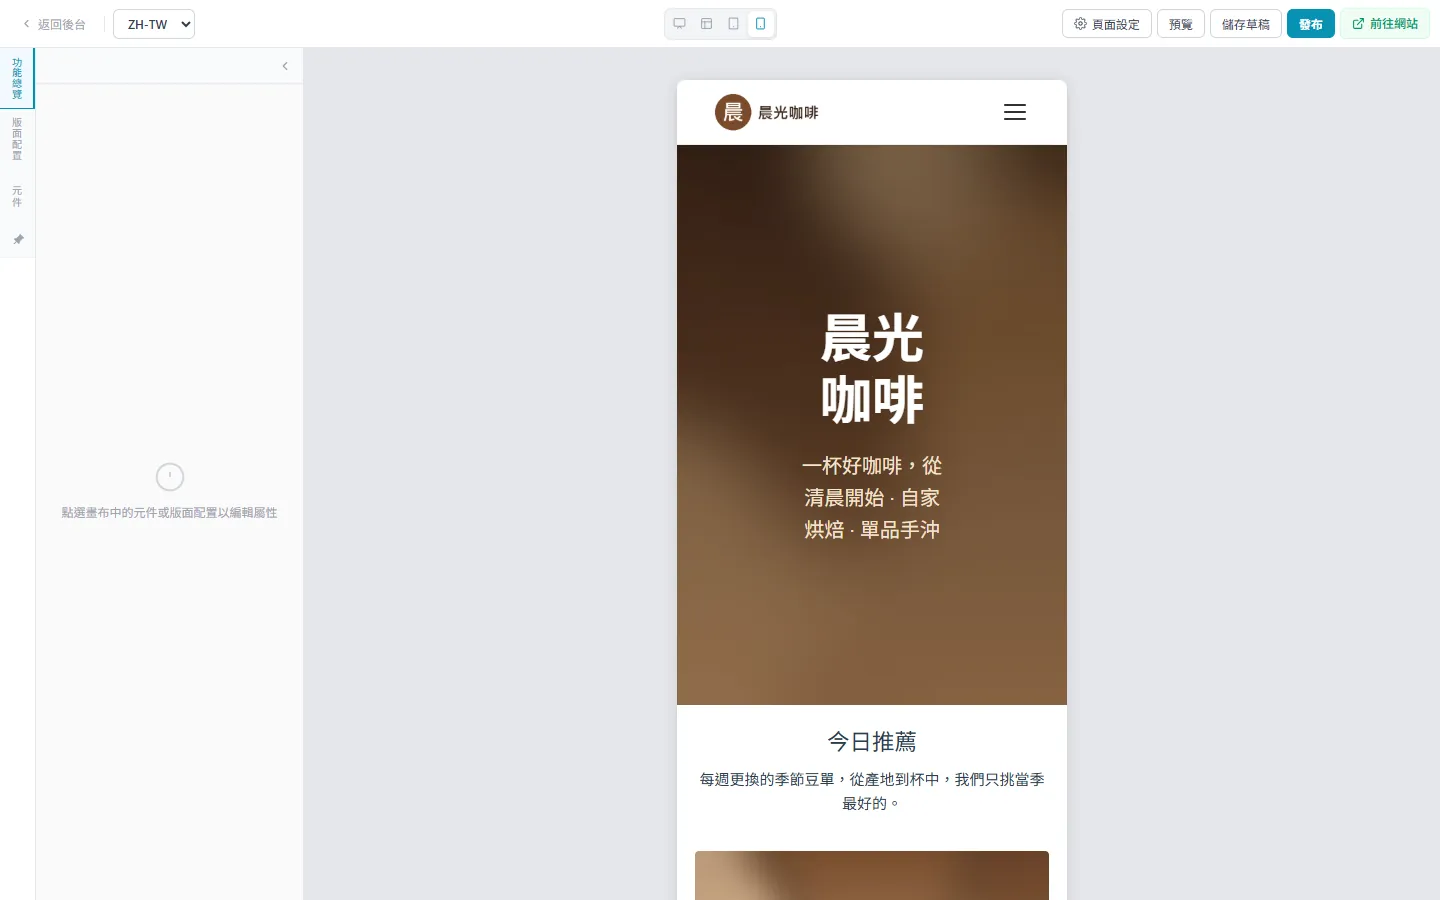 返回後台
ZH-TW
頁面設定
預覽
儲存草稿
發布
前往網站
功能總覽
版面配置
元件
點選畫布中的元件或版面配置以編輯屬性
晨 晨光咖啡
晨光
咖啡
一杯好咖啡，從
清晨開始 · 自家
烘焙 · 單品手沖
今日推薦
每週更換的季節豆單，從產地到杯中，我們只挑當季
最好的。